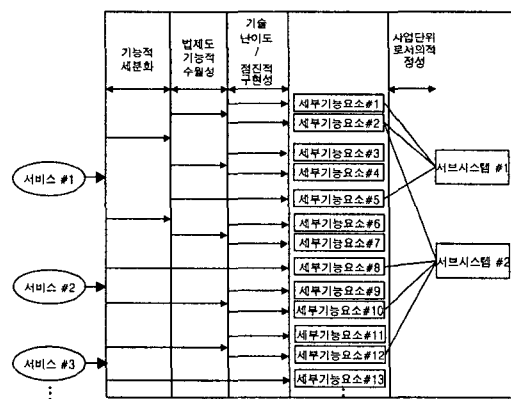 기능적
세분화
법제도
기능적
수월성
기술
난이도
/
점진적
구현성
사업단위
로서의적
정성
세부기능요소#1
세부기능요소#2
세부기능요소#3
세부기능요소#4
세부기능요소#5
세부기능요소#6
세부기능요소#7
세부기능요소#8
세부기능요소#9
세부기능요소#10
세부기능요소#11
세부기능요소#12
세부기능요소#13
서비스 #1
서비스 #2
서비스 #3
서브시스템 #1
서브시스템 #2